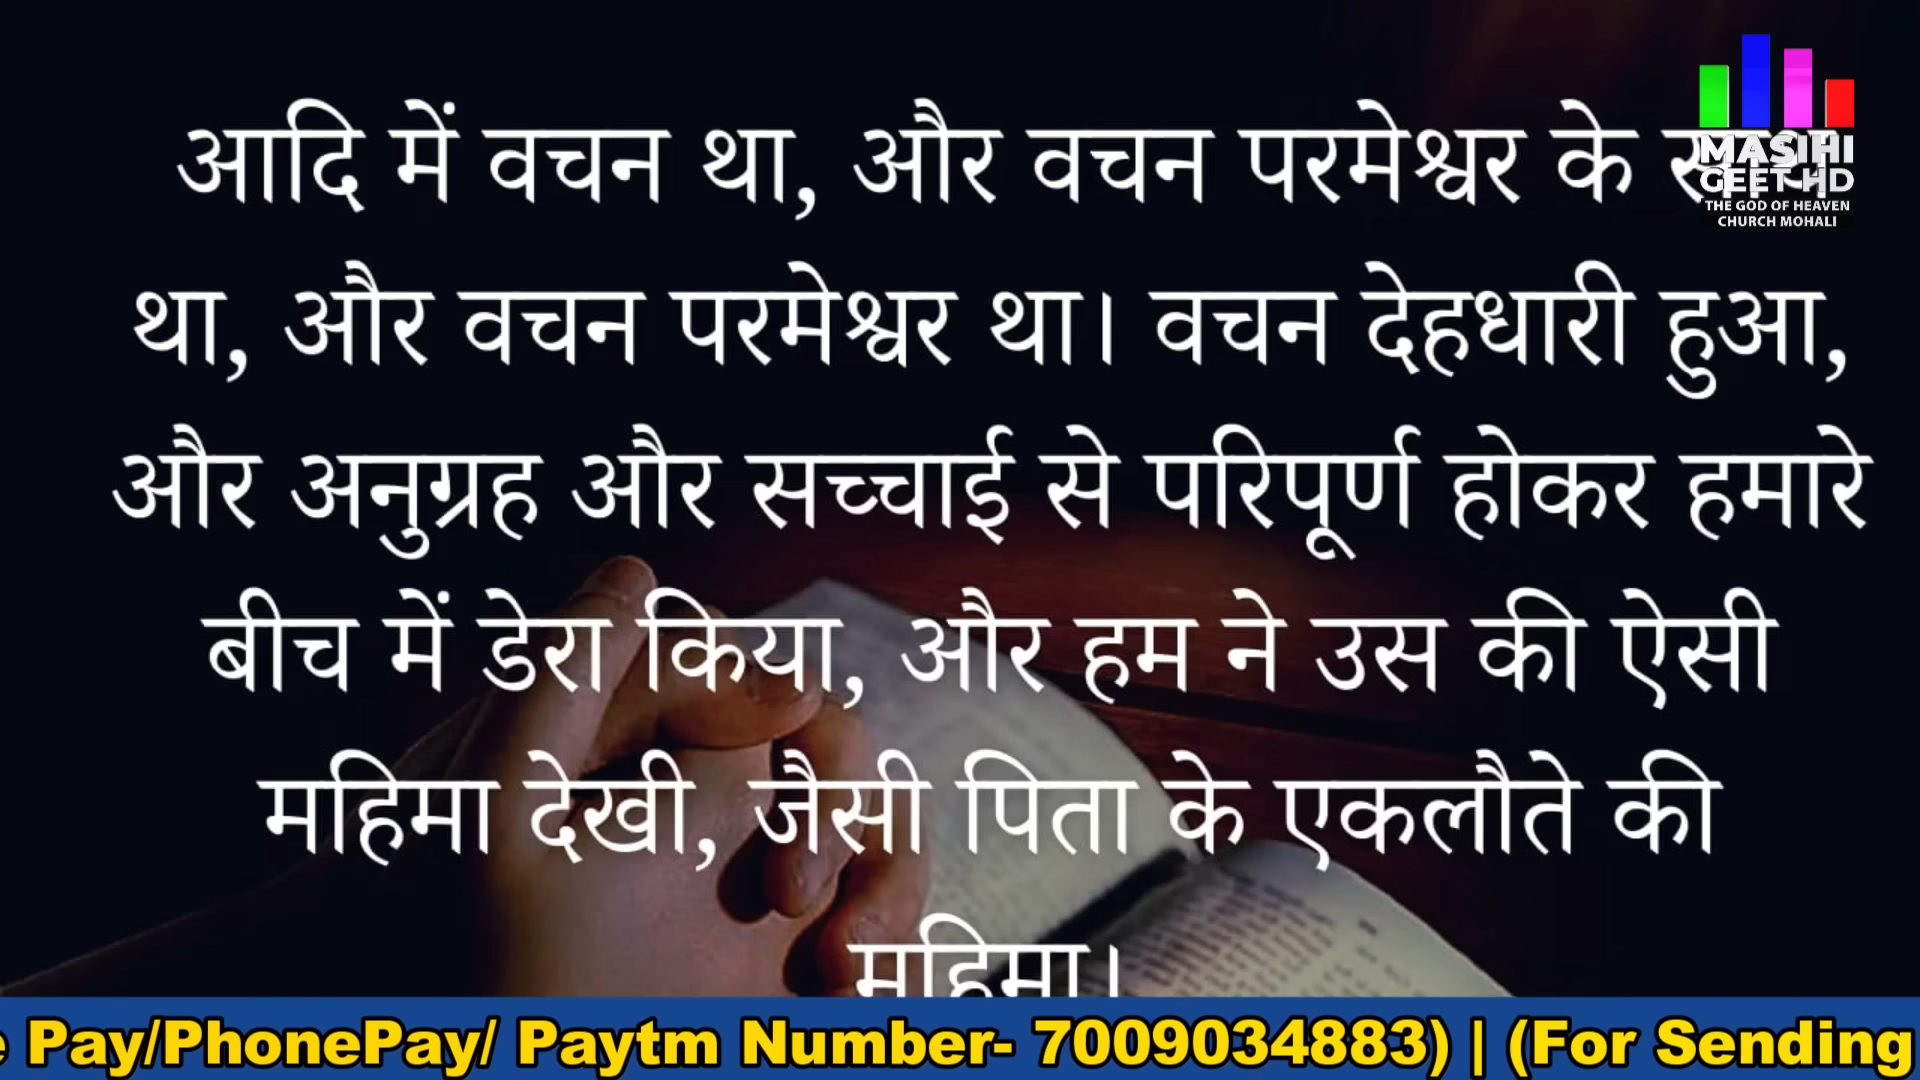 आदि में वचन था, और वचन परमेश्वर के
था, और वचन परमेश्वर था। वचन देहधारी हुआ,
और अनुग्रह और सच्चाई से परिपूर्ण होकर हमारे
बीच में डेरा किया, और हम ने उस की ऐसी
महिमा देखी, जैसी पिता के एकलौते की
महिमा।
MASIHI
GEET HD
THE GOD OF HEAVEN
CHURCH MOHALI
e Pay/PhonePay/ Paytm Number- 7009034883) | (For Sending